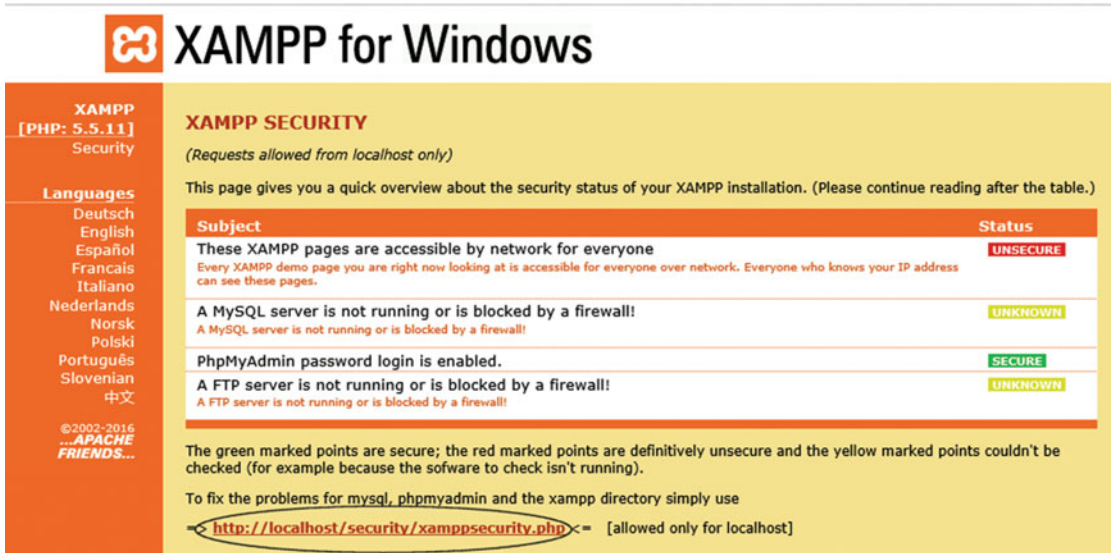 XAMPP for Windows
XAMPP
[PHP: 5.5.11]
Security
Languages
Deutsch
English
Español
Francais
Italiano
Nederlands
Norsk
Polski
Português
Slovenian
中文
©2002-2016
...APACHE
FRIENDS...
XAMPP SECURITY
(Requests allowed from localhost only)
This page gives you a quick overview about the security status of your XAMPP installation. (Please continue reading after the table.)
Subject Status
These XAMPP pages are accessible by network for everyone UNSECURE
Every XAMPP demo page you are right now looking at is accessible for everyone over network. Everyone who knows your IP address
can see these pages.
A MySQL server is not running or is blocked by a firewall! UNKNOWN
A MySQL server is not running or is blocked by a firewall!
PhpMyAdmin password login is enabled. SECURE
A FTP server is not running or is blocked by a firewall! UNKNOWN
A FTP server is not running or is blocked by a firewall!
The green marked points are secure; the red marked points are definitively unsecure and the yellow marked points couldn't be
checked (for example because the sofware to check isn't running).
To fix the problems for mysql, phpmyadmin and the xampp directory simply use
=> http://localhost/security/xamppsecurity.php <= [allowed only for localhost]